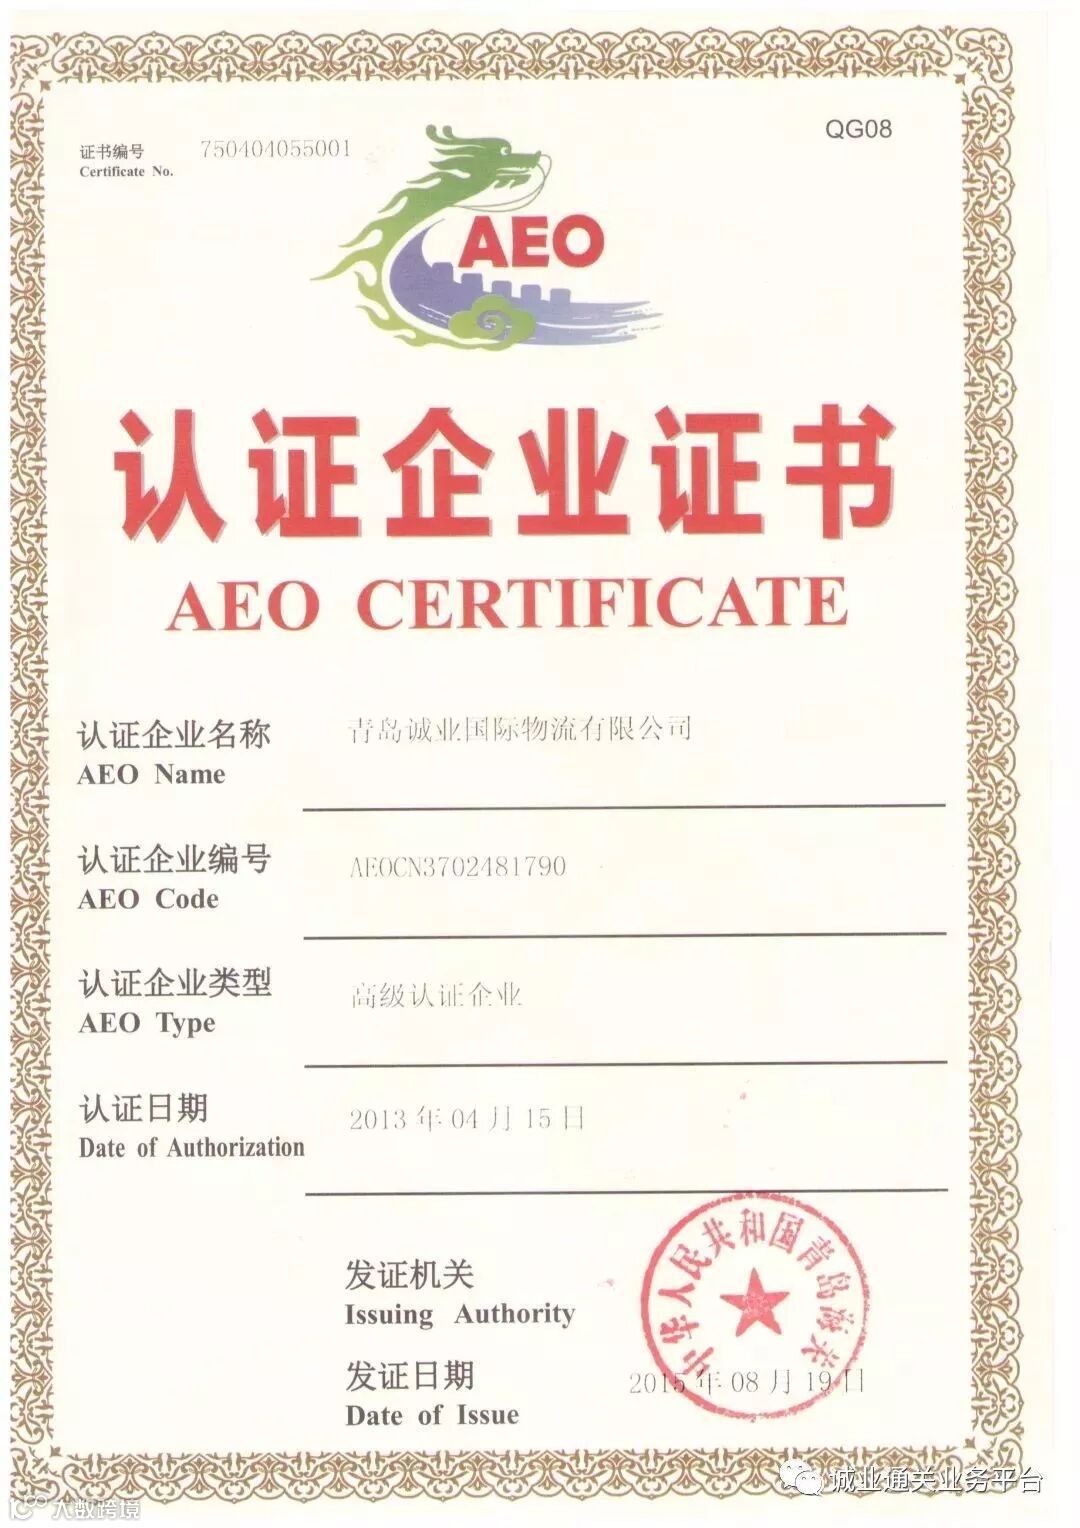 QG08
证书编号 750404055001
Certificate No.
AEO
认证企业证书
AEO CERTIFICATE
认证企业名称 青岛诚业国际物流有限公司
AEO Name
认证企业编号 AEOCN3702481790
AEO Code
认证企业类型 高级认证企业
AEO Type
认证日期 2013年04月15日
Date of Authorization
中华人民共和国青岛海关
发证机关
Issuing Authority
发证日期 2015年08月19日
Date of Issue
诚业通关业务平台
大数跨境